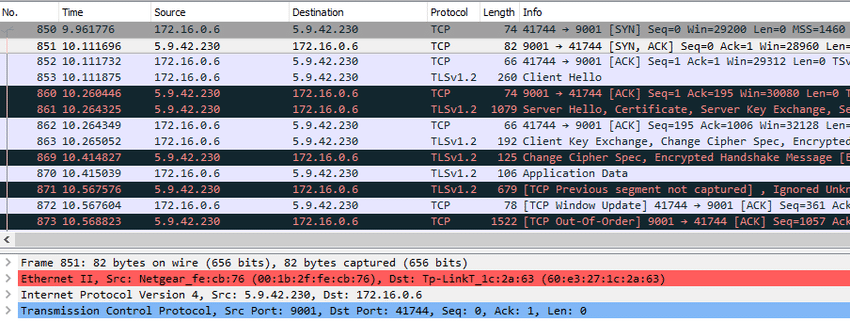 No. Time Source Destination Protocol Length Info
850 9.961776 172.16.0.6 5.9.42.230 TCP 74 41744 → 9001 [SYN] Seq=0 Win=29200 Len=0 MSS=1460
851 10.111696 5.9.42.230 172.16.0.6 TCP 82 9001 → 41744 [SYN, ACK] Seq=0 Ack=1 Win=28960 Len=
852 10.111732 172.16.0.6 5.9.42.230 TCP 66 41744 → 9001 [ACK] Seq=1 Ack=1 Win=29312 Len=0 TSv
853 10.111875 172.16.0.6 5.9.42.230 TLSv1.2 260 Client Hello
860 10.260446 5.9.42.230 172.16.0.6 TCP 74 9001 → 41744 [ACK] Seq=1 Ack=195 Win=30080 Len=0 T
861 10.264325 5.9.42.230 172.16.0.6 TLSv1.2 1079 Server Hello, Certificate, Server Key Exchange, Se
862 10.264349 172.16.0.6 5.9.42.230 TCP 66 41744 → 9001 [ACK] Seq=195 Ack=1006 Win=32128 Len=
863 10.265052 172.16.0.6 5.9.42.230 TLSv1.2 192 Client Key Exchange, Change Cipher Spec, Encrypted
869 10.414827 5.9.42.230 172.16.0.6 TLSv1.2 125 Change Cipher Spec, Encrypted Handshake Message [E
870 10.415039 172.16.0.6 5.9.42.230 TLSv1.2 106 Application Data
871 10.567576 5.9.42.230 172.16.0.6 TLSv1.2 679 [TCP Previous segment not captured] , Ignored Unkn
872 10.567604 172.16.0.6 5.9.42.230 TCP 78 [TCP Window Update] 41744 → 9001 [ACK] Seq=361 Ack
873 10.568823 5.9.42.230 172.16.0.6 TCP 1522 [TCP Out-Of-Order] 9001 → 41744 [ACK] Seq=1057 Ack
Frame 851: 82 bytes on wire (656 bits), 82 bytes captured (656 bits)
Ethernet II, Src: Netgear_fe:cb:76 (00:1b:2f:fe:cb:76), Dst: Tp-LinkT_1c:2a:63 (60:e3:27:1c:2a:63)
Internet Protocol Version 4, Src: 5.9.42.230, Dst: 172.16.0.6
Transmission Control Protocol, Src Port: 9001, Dst Port: 41744, Seq: 0, Ack: 1, Len: 0